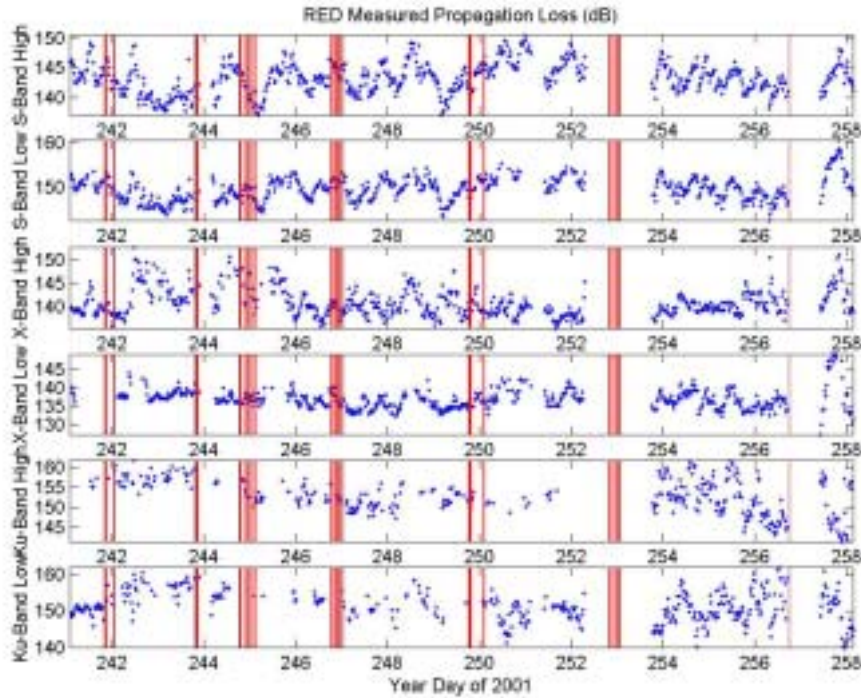 RED Measured Propagation Loss (dB)
S-Band High
150
140
242 244 246 248 250 252 254 256 258
S-Band Low
160
150
242 244 246 248 250 252 254 256 258
X-Band High
150
140
242 244 246 248 250 252 254 256 258
X-Band Low
145
140
135
130
242 244 246 248 250 252 254 256 258
Ku-Band High
160
155
150
145
242 244 246 248 250 252 254 256 258
Ku-Band Low
160
150
140
242 244 246 248 250 252 254 256 258
Year Day of 2001